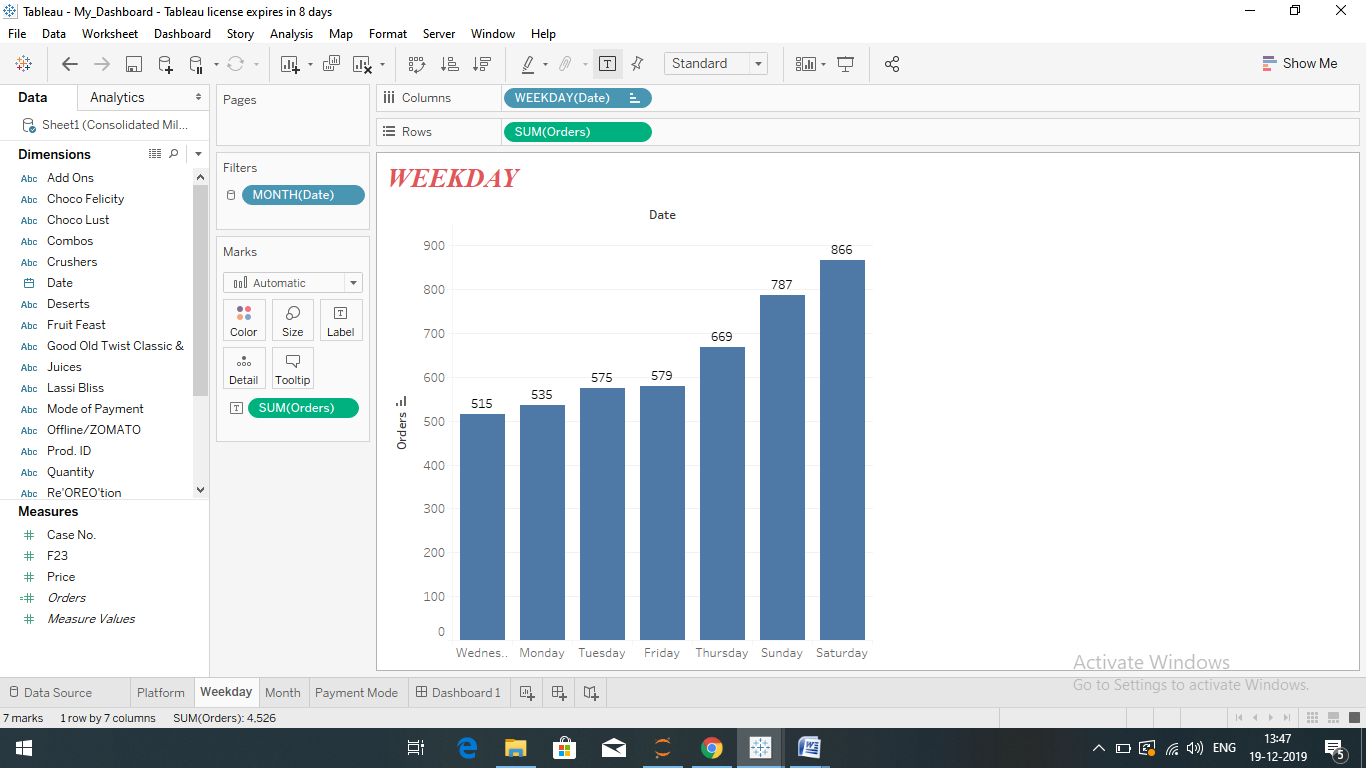 Tableau - My_Dashboard - Tableau license expires in 8 days
File Data Worksheet Dashboard Story Analysis Map Format Server Window Help
Standard
Show Me
Data Analytics
Sheet1 (Consolidated Mil...
Dimensions
Abc Add Ons
Abc Choco Felicity
Abc Choco Lust
Abc Combos
Abc Crushers
Date
Abc Deserts
Abc Fruit Feast
Abc Good Old Twist Classic &
Abc Juices
Abc Lassi Bliss
Abc Mode of Payment
Abc Offline/ZOMATO
Abc Prod. ID
Abc Quantity
Abc Re'OREO'tion
Measures
# Case No.
# F23
# Price
=# Orders
# Measure Values
Pages
Filters
MONTH(Date)
Marks
Automatic
Color Size Label
Detail Tooltip
SUM(Orders)
Columns WEEKDAY(Date)
Rows SUM(Orders)
WEEKDAY
Date
Orders
900
800
700
600
500
400
300
200
100
0
515 535 575 579 669 787 866
Wednes.. Monday Tuesday Friday Thursday Sunday Saturday
Activate Windows
Go to Settings to activate Windows.
Data Source Platform Weekday Month Payment Mode Dashboard 1
7 marks 1 row by 7 columns SUM(Orders): 4,526
ENG
13:47
19-12-2019
5